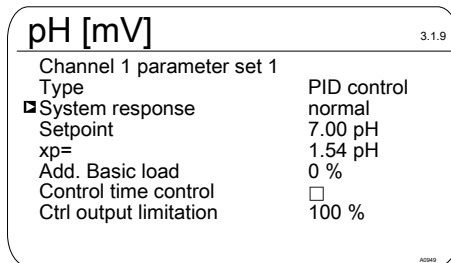 pH [mV]
3.1.9
Channel 1 parameter set 1
Type PID control
System response normal
Setpoint 7.00 pH
xp= 1.54 pH
Add. Basic load 0 %
Control time control
Ctrl output limitation 100 %
A0949